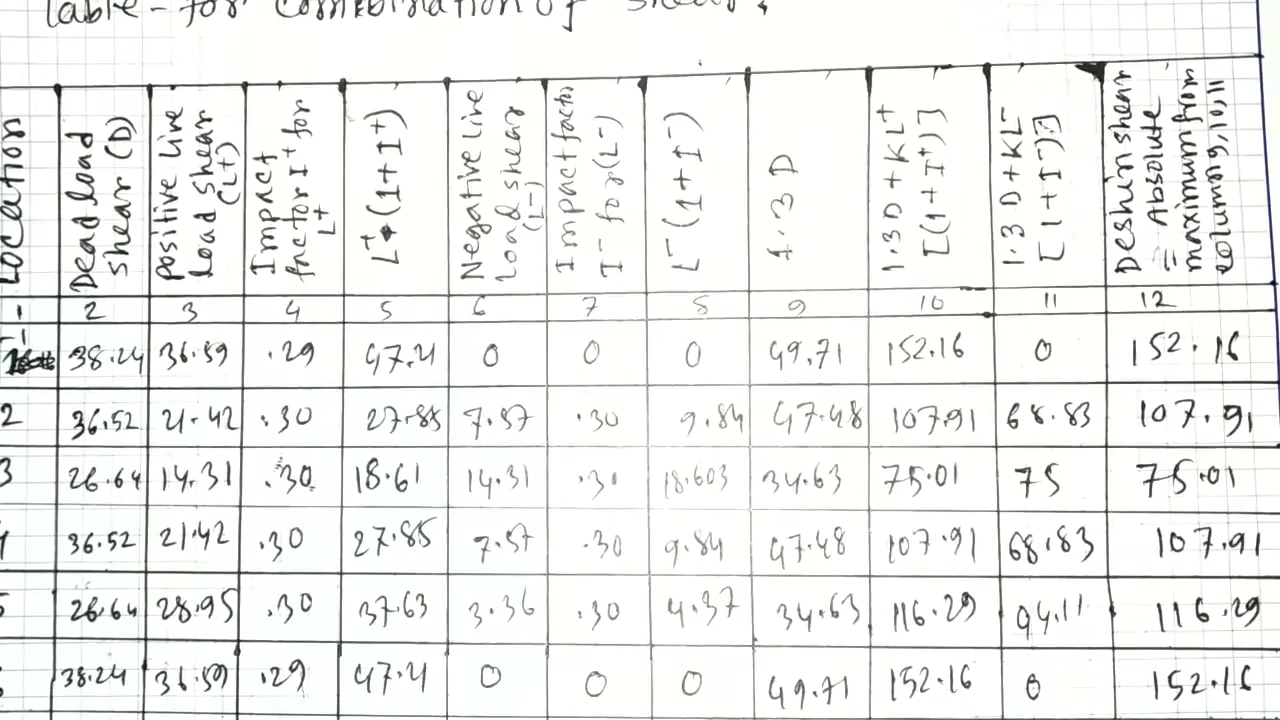 Table - for combination of shear.
Location | Dead load shear (D) | Positive Live Load Shear (L+) | Impact factor I+ for L+ | L+ (1+I+) | Negative Live Load shear (L-) | Impact factor I- for (L-) | L- (1+I-) | 1.3 D | 1.3 D + KL+ [(1+I+)] | 1.3 D + KL- [1+I-)] | Deshin shear = Absolute maximum from column 9,10,11
1 | 2 | 3 | 4 | 5 | 6 | 7 | 8 | 9 | 10 | 11 | 12
1 | 38.24 | 36.59 | .29 | 47.21 | 0 | 0 | 0 | 49.71 | 152.16 | 0 | 152.16
2 | 36.52 | 21.42 | .30 | 27.85 | 7.57 | .30 | 9.84 | 47.48 | 107.91 | 68.83 | 107.91
3 | 26.64 | 14.31 | .30 | 18.61 | 14.31 | .30 | 18.603 | 34.63 | 75.01 | 75 | 75.01
36.52 | 21.42 | .30 | 27.85 | 7.57 | .30 | 9.84 | 47.48 | 107.91 | 68.83 | 107.91
26.64 | 28.95 | .30 | 37.63 | 3.36 | .30 | 4.37 | 34.63 | 116.29 | 94.11 | 116.29
38.24 | 36.59 | .29 | 47.21 | 0 | 0 | 0 | 49.71 | 152.16 | 0 | 152.16